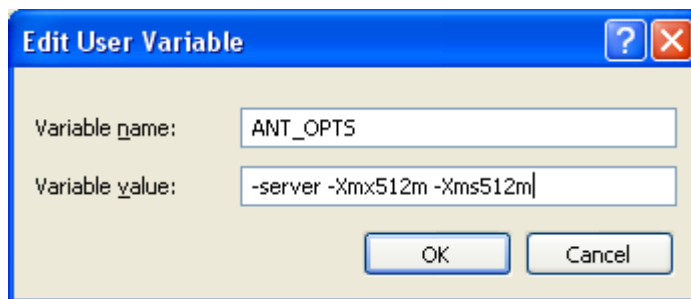 Edit User Variable
Variable name: ANT_OPTS
Variable value: -server -Xmx512m -Xms512m
OK Cancel